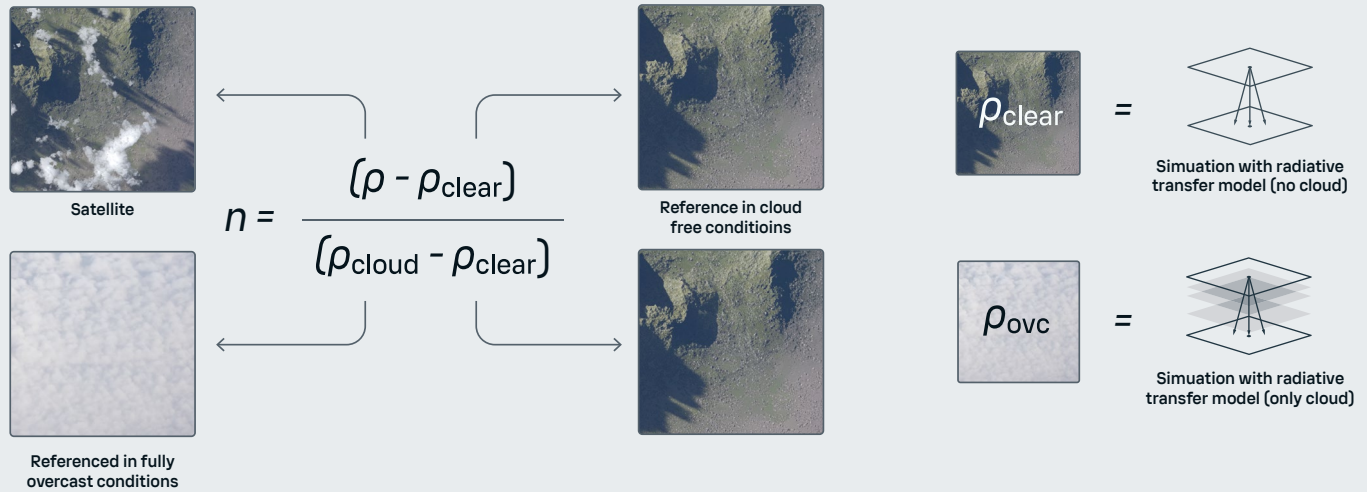 Satellite
n =
(ρ - ρclear)
(ρcloud - ρclear)
Reference in cloud
free conditioins
Referenced in fully
overcast conditions
ρclear
=
Simuation with radiative
transfer model (no cloud)
ρovc
=
Simuation with radiative
transfer model (only cloud)